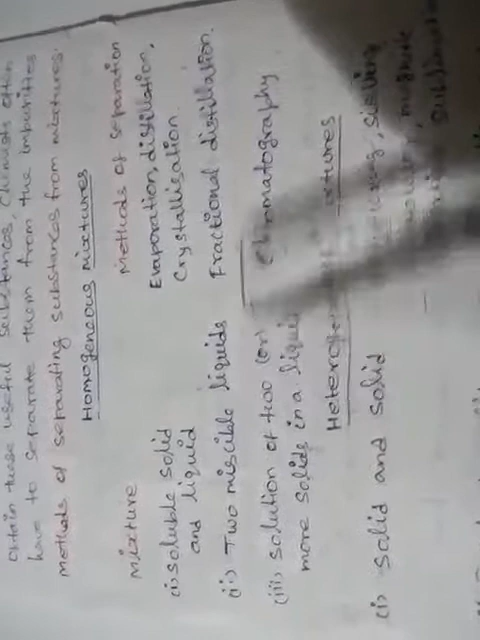 obtain these useful substances, chemists often
have to separate them from the impurities
methods of separating substances from mixtures.
Homogeneous mixtures
Mixture Methods of separation
(i) soluble solid Evaporation, distillation,
and liquid Crystallisation.
(ii) Two miscible liquids Fractional distillation.
(iii) solution of two (or) Chromatography
more solids in a liquid
mixtures
(i) solid and solid sieving